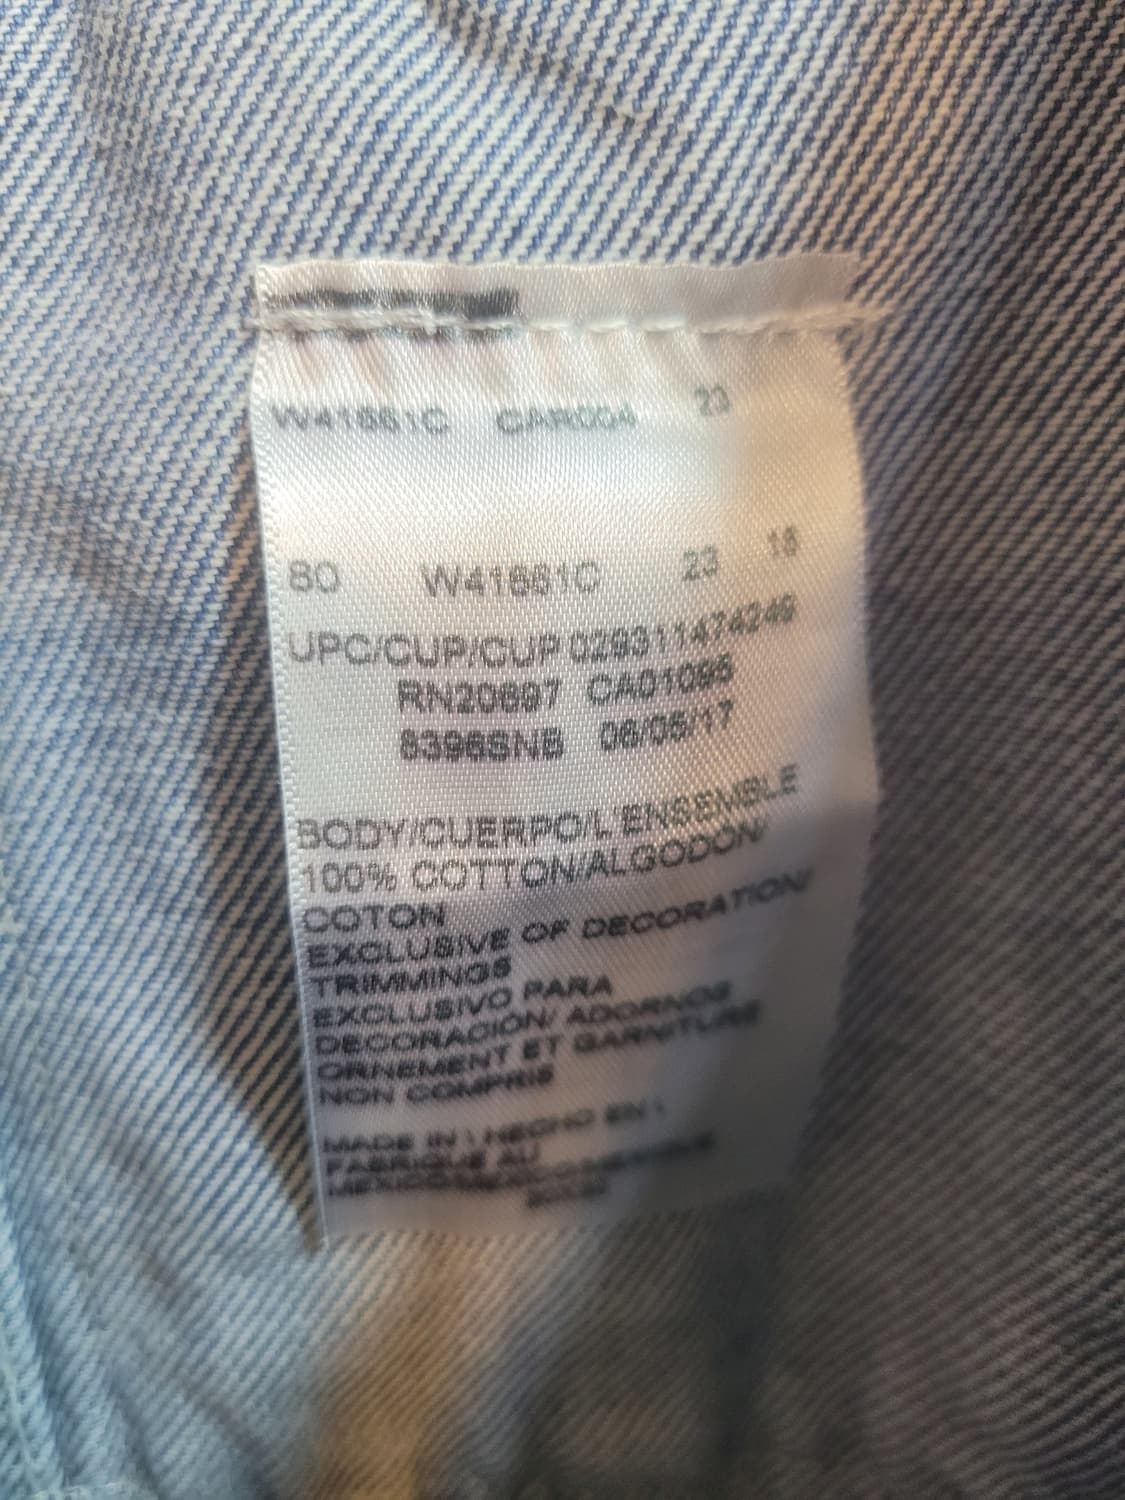 W41661C CAR004 23
80 W41661C 23 16
UPC/CUP/CUP 029311474249
RN20697 CA01095
8396SNB 06/05/17
BODY/CUERPO/L'ENSEMBLE
100% COTTON/ALGODON/
COTON
EXCLUSIVE OF DECORATION/
TRIMMINGS
EXCLUSIVO PARA
DECORACION/ ADORNOS
ORNEMENT ET GARNITURE
NON COMPRIS
MADE IN \ HECHO EN \
FABRIQUE AU